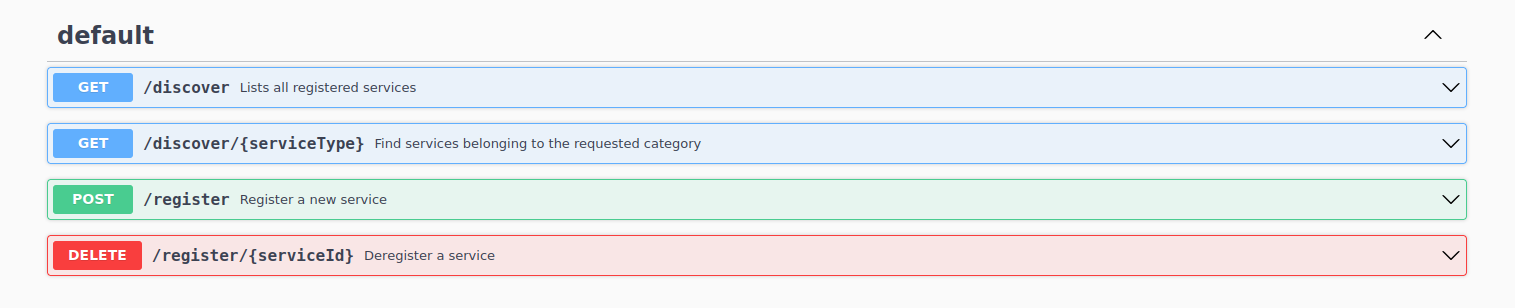 default
GET /discover Lists all registered services
GET /discover/{serviceType} Find services belonging to the requested category
POST /register Register a new service
DELETE /register/{serviceId} Deregister a service